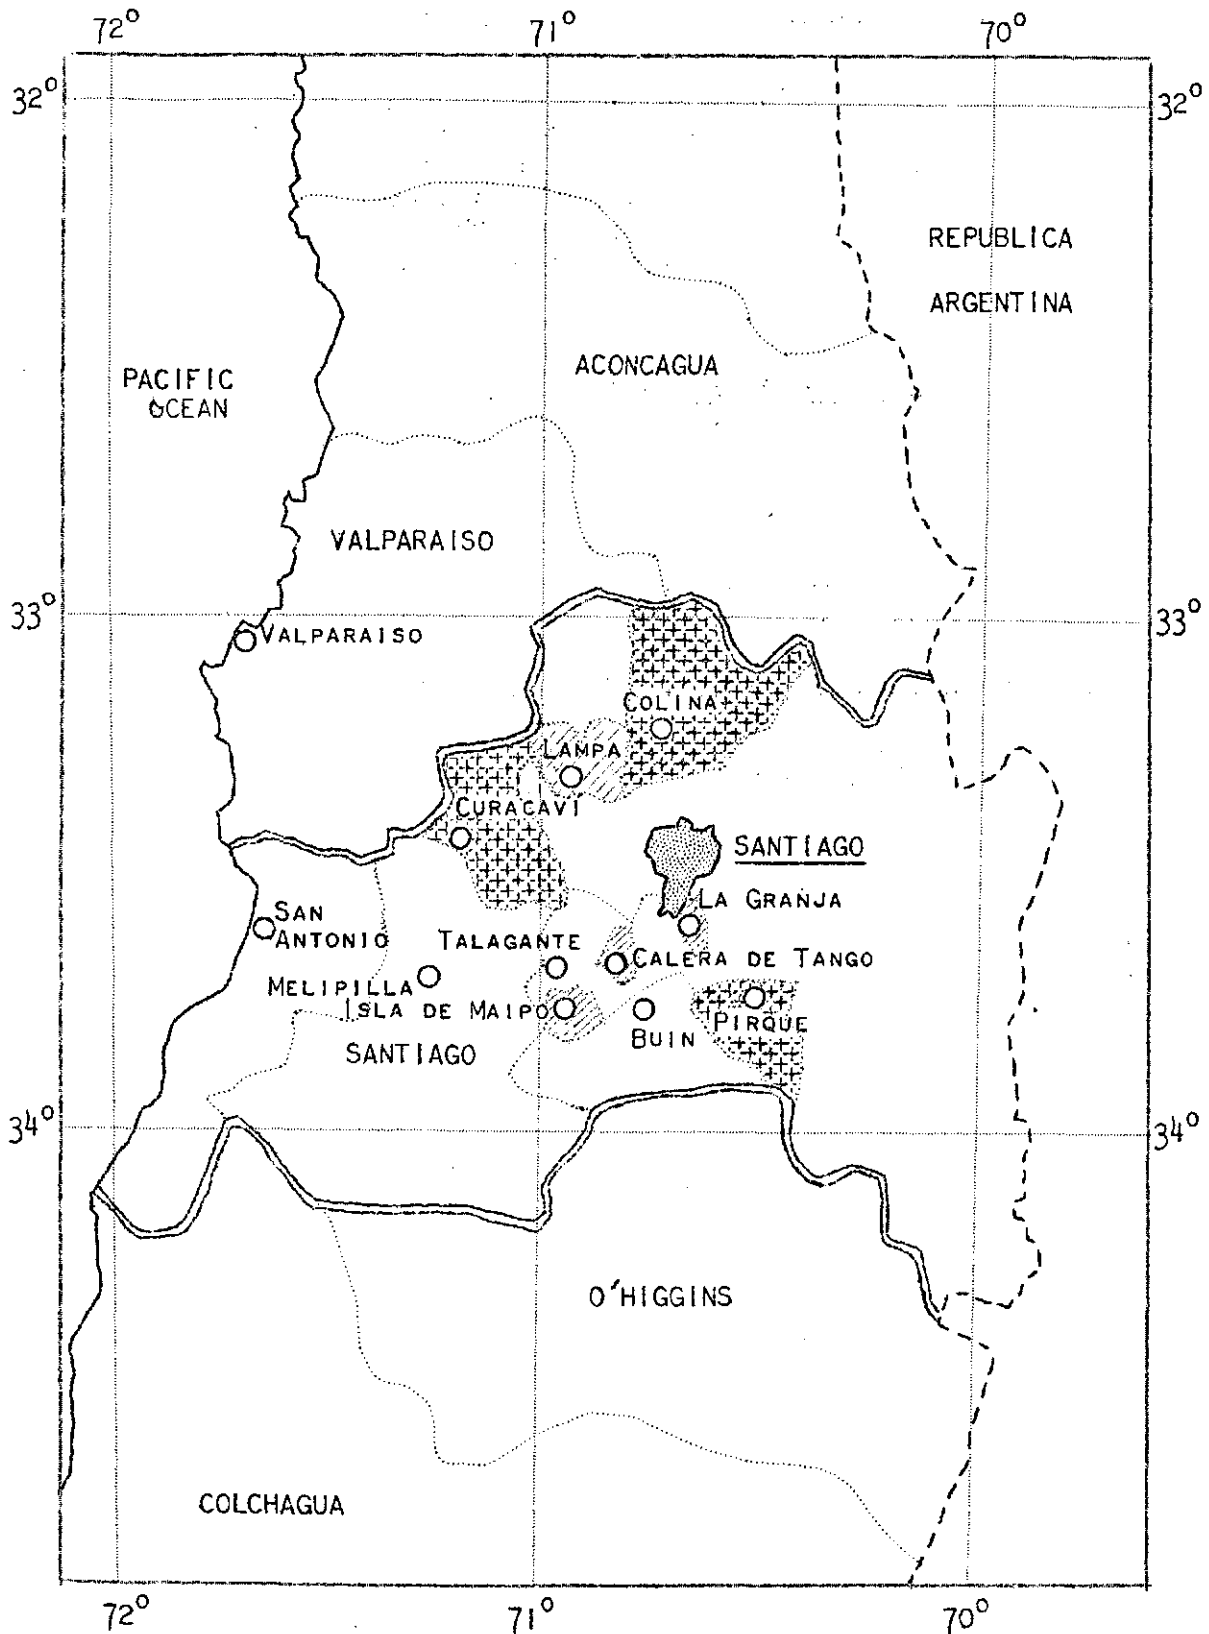 72° 71° 70°
32° 32°
REPUBLICA
ARGENTINA
ACONCAGUA
PACIFIC
OCEAN
VALPARAISO
33° 33°
VALPARAISO
COLINA
LAMPA
CURACAVÍ
SANTIAGO
LA GRANJA
SAN
ANTONIO
TALAGANTE
CALERA DE TANGO
MELIPILLA
ISLA DE MAIPO
PIRQUE
BUIN
SANTIAGO
34° 34°
O'HIGGINS
COLCHAGUA
72° 71° 70°